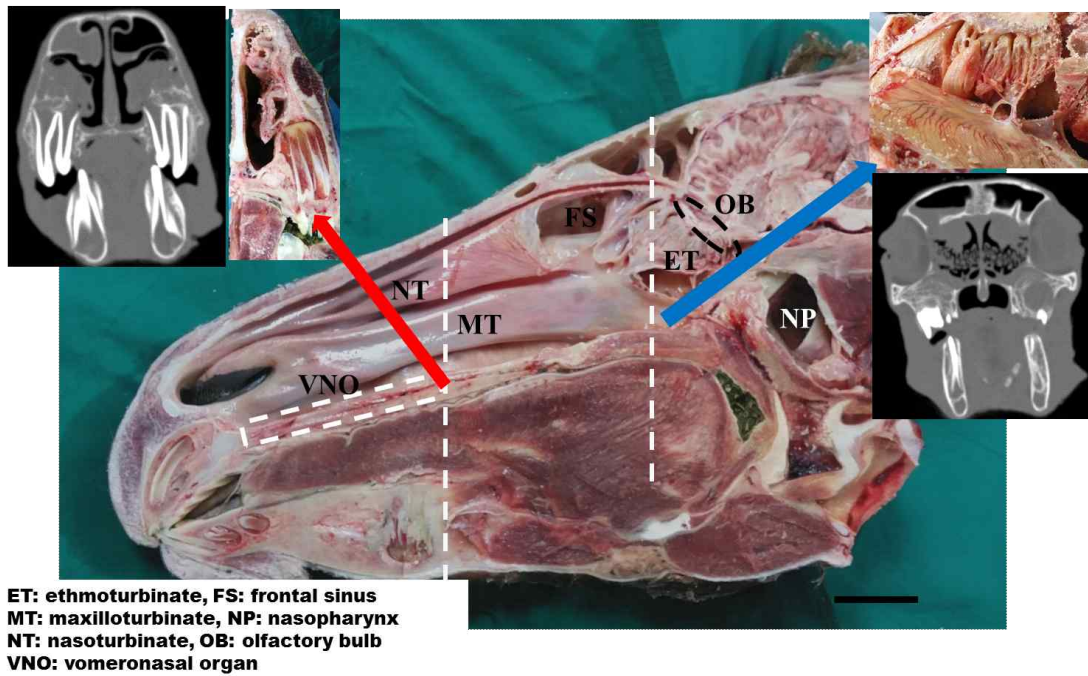 FS
OB
ET
NT
MT
NP
VNO
ET: ethmoturbinate, FS: frontal sinus
MT: maxilloturbinate, NP: nasopharynx
NT: nasoturbinate, OB: olfactory bulb
VNO: vomeronasal organ